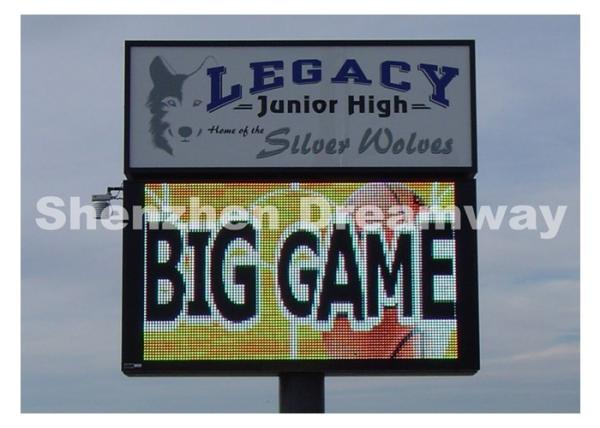 LEGACY
Junior High
Home of the
Silver Wolves
Shenzhen Dreamway
BIG GAME